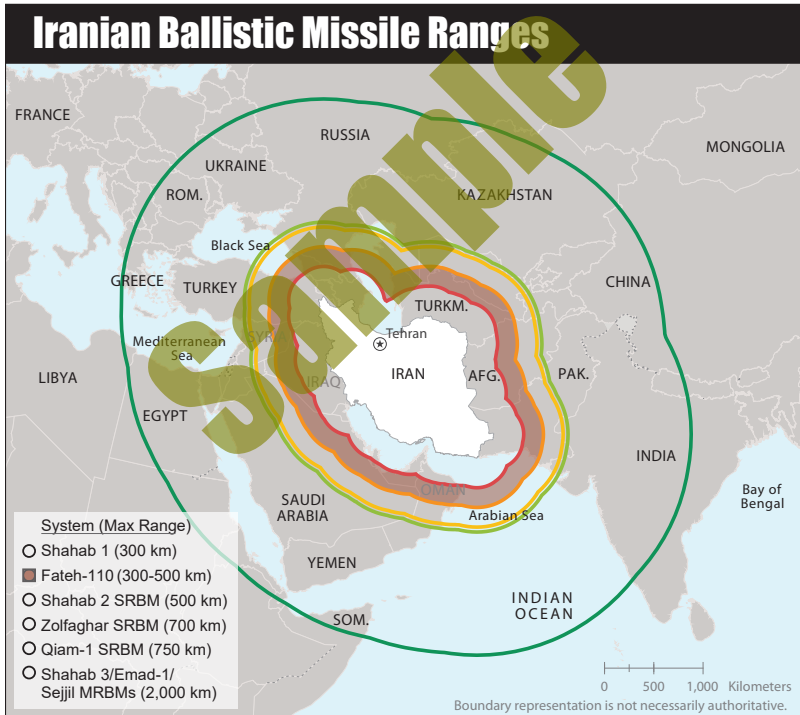 Iranian Ballistic Missile Ranges
Sample
FRANCE
RUSSIA
MONGOLIA
UKRAINE
ROM.
KAZAKHSTAN
Black Sea
GREECE
TURKEY
CHINA
TURKM.
Tehran
SYRIA
Mediterranean
Sea
IRAN
AFG.
PAK.
LIBYA
IRAQ
EGYPT
INDIA
OMAN
SAUDI
ARABIA
Arabian Sea
Bay of
Bengal
YEMEN
SOM.
INDIAN
OCEAN
System (Max Range)
Shahab 1 (300 km)
Fateh-110 (300-500 km)
Shahab 2 SRBM (500 km)
Zolfaghar SRBM (700 km)
Qiam-1 SRBM (750 km)
Shahab 3/Emad-1/
Sejjil MRBMs (2,000 km)
0 500 1,000 Kilometers
Boundary representation is not necessarily authoritative.